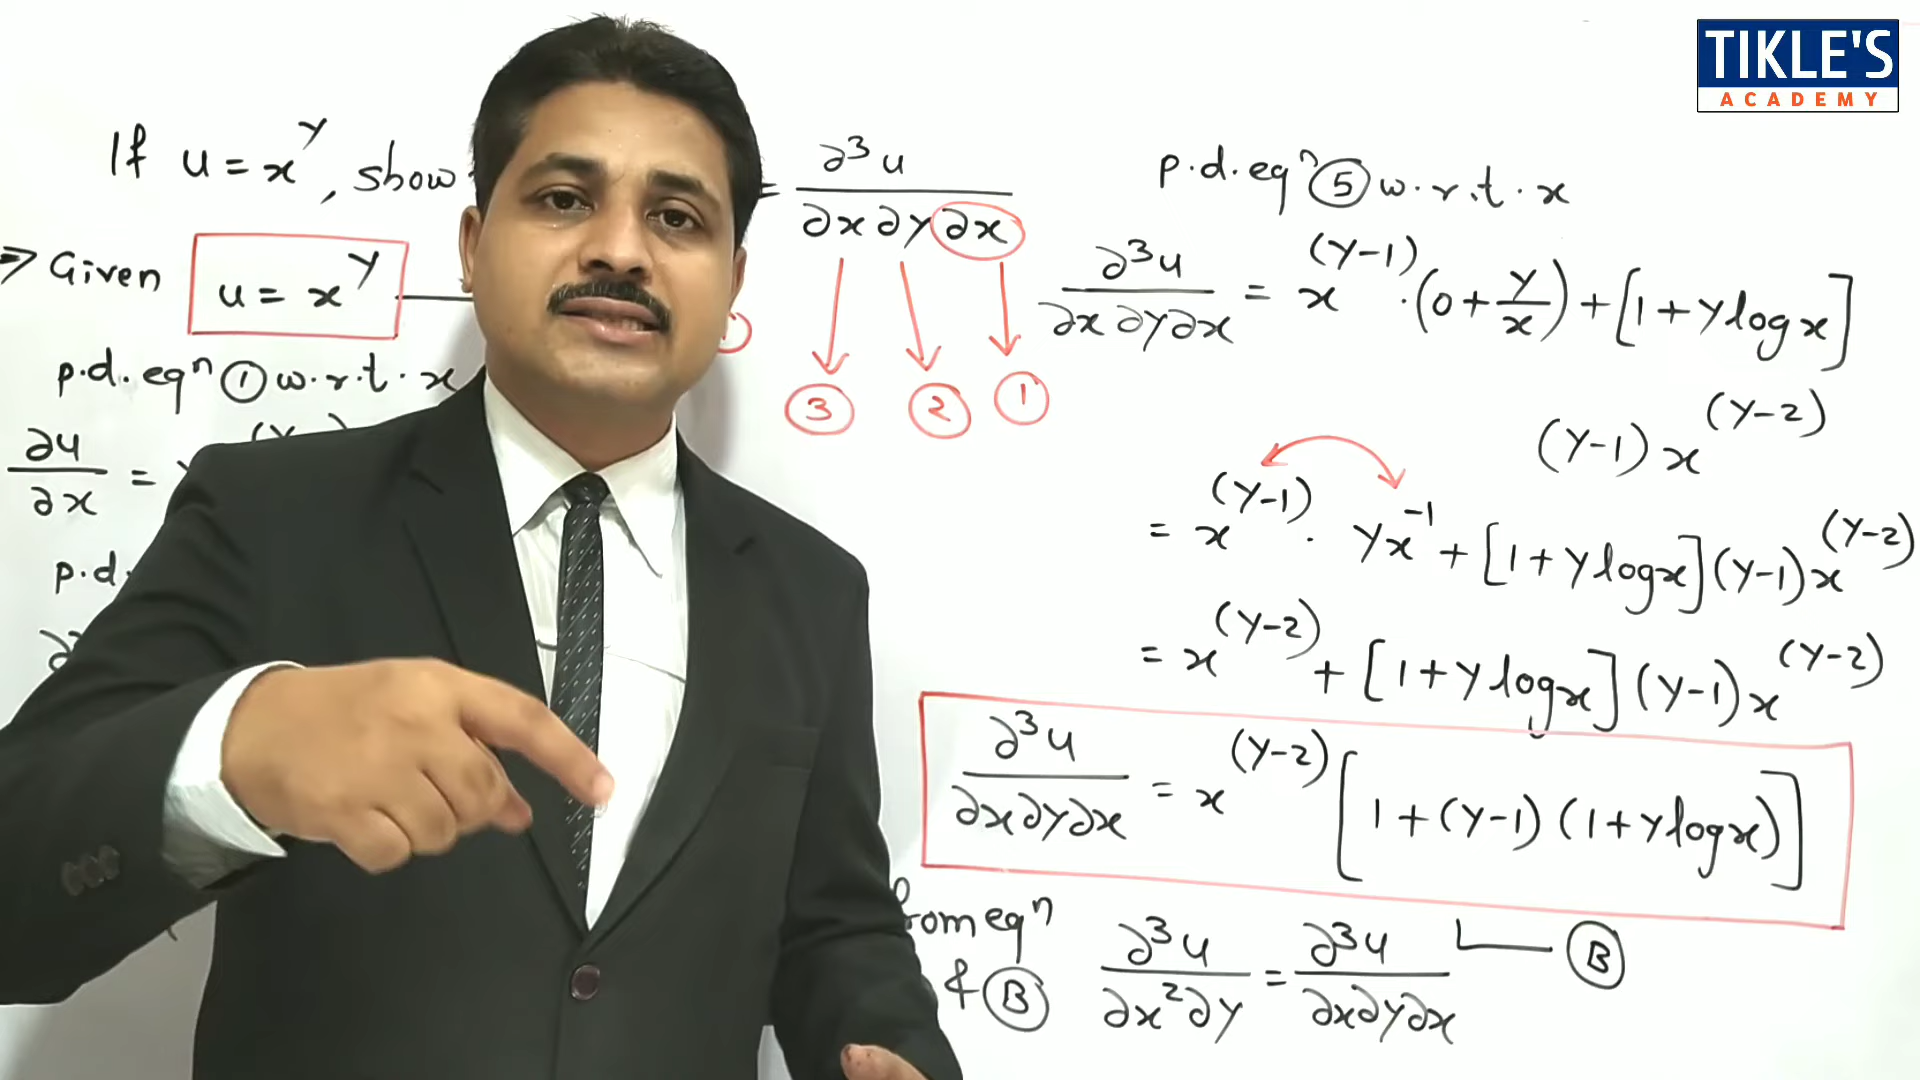 TIKLE'S
ACADEMY
If u = x^y, show
= ∂³u / ∂x ∂y ∂x
⇒ Given u = x^y
③ ② ①
p.d. eqⁿ ① w.r.t. x
∂u/∂x =
p.d.
p.d. eqⁿ ⑤ w.r.t. x
∂³u / ∂x ∂y ∂x = x^(y-1) · (0 + y/x) + [1 + y log x]
(y-1) x^(y-2)
= x^(y-1) · y x^-1 + [1 + y log x] (y-1) x^(y-2)
= x^(y-2) + [1 + y log x] (y-1) x^(y-2)
∂³u / ∂x ∂y ∂x = x^(y-2) [1 + (y-1) (1 + y log x)]
from eqⁿ
& Ⓑ ∂³u / ∂x² ∂y = ∂³u / ∂x ∂y ∂x Ⓑ